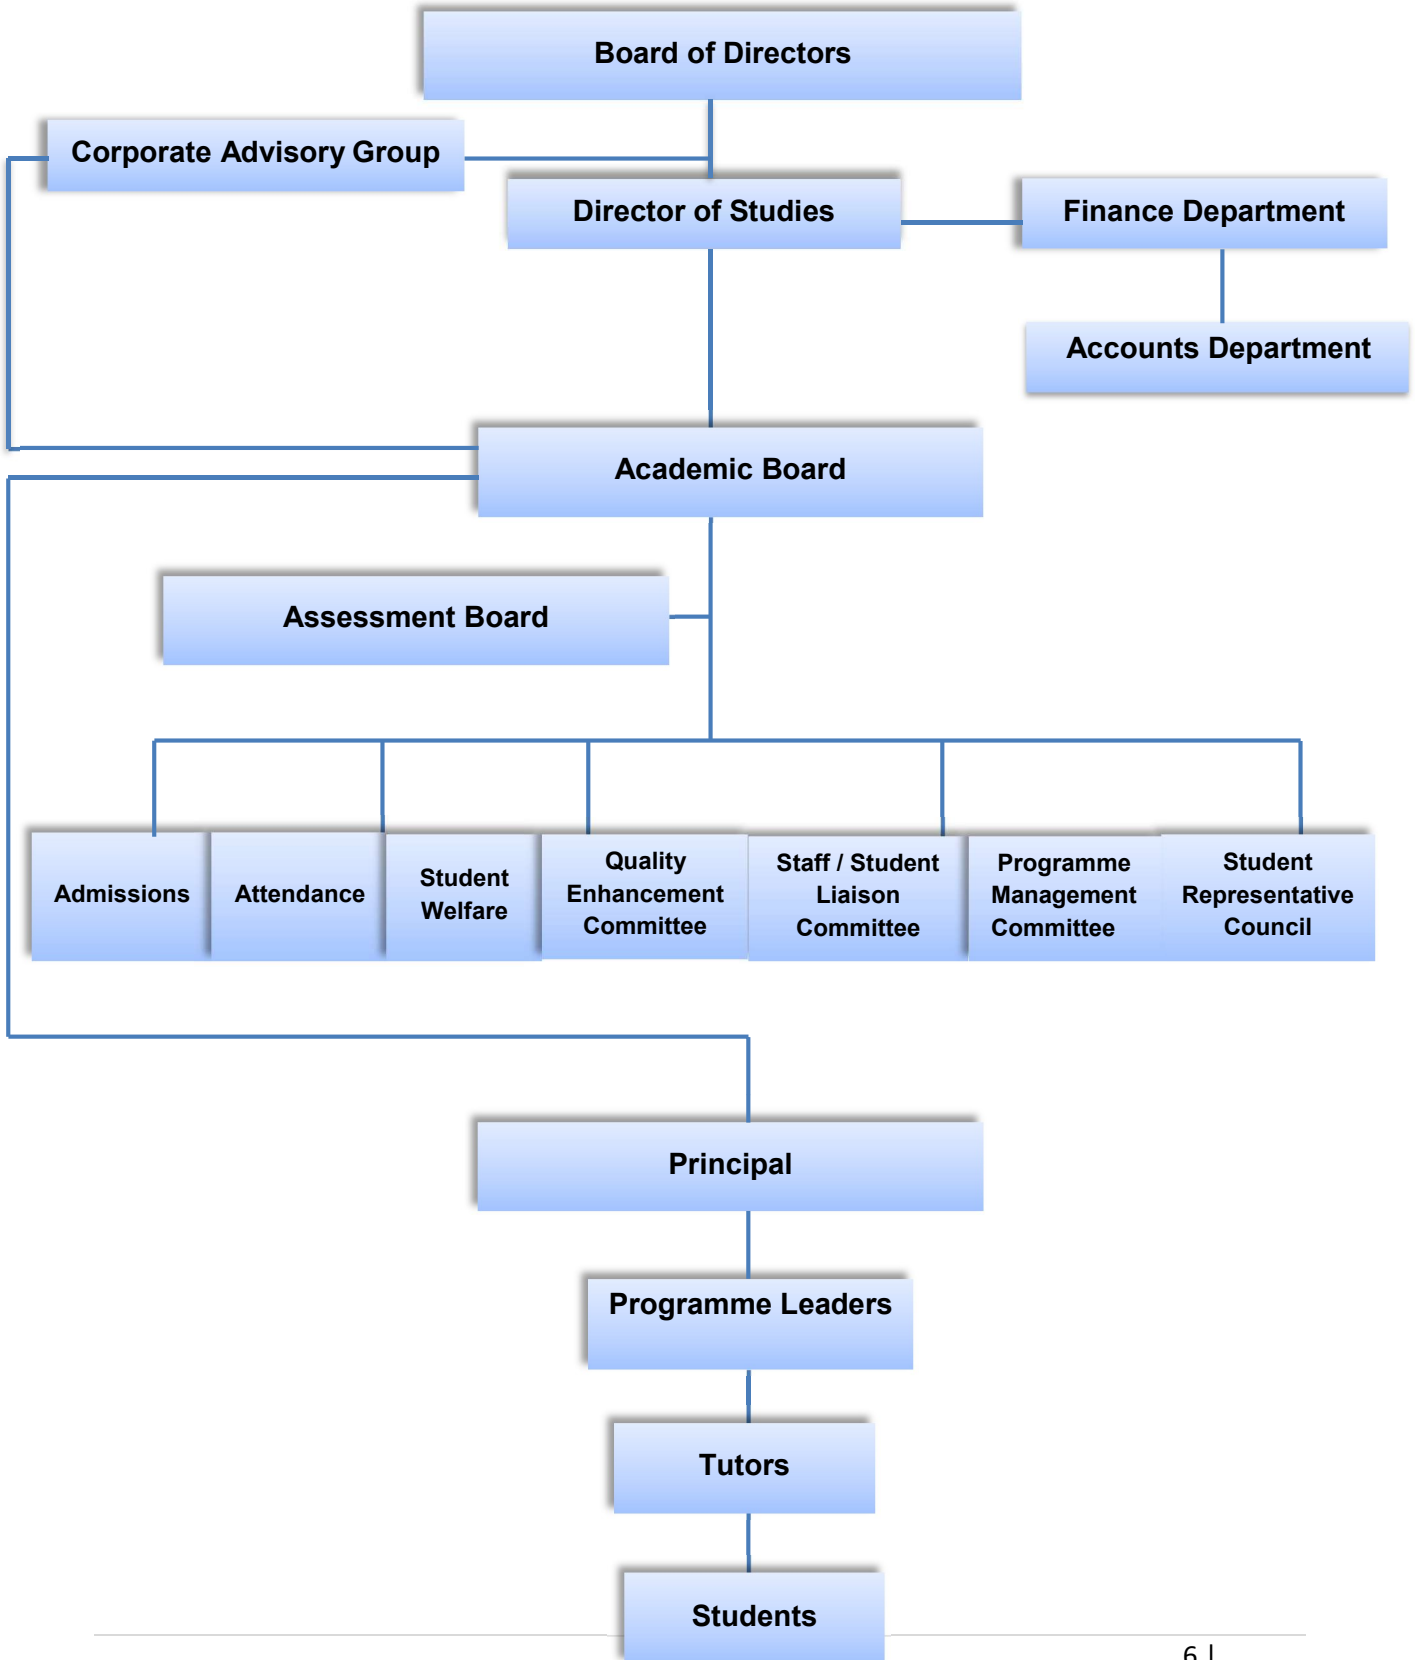 Board of Directors
Corporate Advisory Group
Director of Studies
Finance Department
Accounts Department
Academic Board
Assessment Board
Admissions
Attendance
Student
Welfare
Quality
Enhancement
Committee
Staff / Student
Liaison
Committee
Programme
Management
Committee
Student
Representative
Council
Principal
Programme Leaders
Tutors
Students
6 |